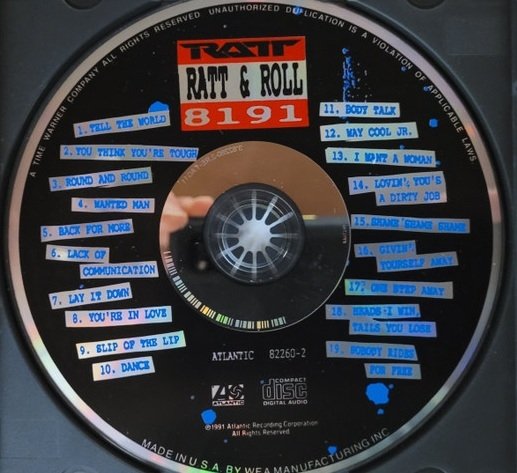 A TIME WARNER COMPANY ALL RIGHTS RESERVED UNAUTHORIZED DUPLICATION IS A VIOLATION OF APPLICABLE LAWS.
RATT
RATT & ROLL
8191
1. TELL THE WORLD
2. YOU THINK YOU'RE TOUGH
3. ROUND AND ROUND
4. WANTED MAN
5. BACK FOR MORE
6. LACK OF
COMMUNICATION
7. LAY IT DOWN
8. YOU'RE IN LOVE
9. SLIP OF THE LIP
10. DANCE
11. BODY TALK
12. WAY COOL JR.
13. I WANT A WOMAN
14. LOVIN' YOU'S
A DIRTY JOB
15. SHAME SHAME SHAME
16. GIVIN'
YOURSELF AWAY
17. ONE STEP AWAY
18. HEADS I WIN,
TAILS YOU LOSE
19. NOBODY RIDES
FOR FREE
ATLANTIC 82260-2
ATLANTIC
COMPACT
disc
DIGITAL AUDIO
©1991 Atlantic Recording Corporation
All Rights Reserved.
MADE IN U.S.A. BY WEA MANUFACTURING INC.